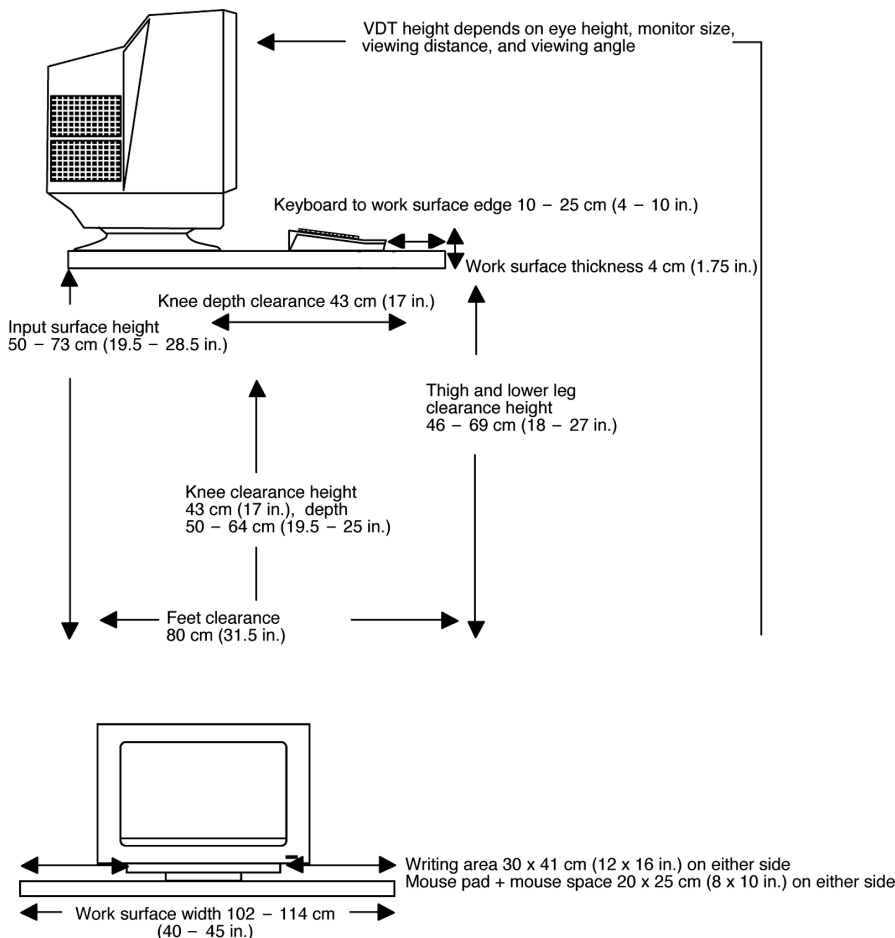 VDT height depends on eye height, monitor size,
viewing distance, and viewing angle
Keyboard to work surface edge 10 – 25 cm (4 – 10 in.)
Work surface thickness 4 cm (1.75 in.)
Knee depth clearance 43 cm (17 in.)
Input surface height
50 – 73 cm (19.5 – 28.5 in.)
Thigh and lower leg
clearance height
46 – 69 cm (18 – 27 in.)
Knee clearance height
43 cm (17 in.), depth
50 – 64 cm (19.5 – 25 in.)
Feet clearance
80 cm (31.5 in.)
Writing area 30 x 41 cm (12 x 16 in.) on either side
Mouse pad + mouse space 20 x 25 cm (8 x 10 in.) on either side
Work surface width 102 – 114 cm
(40 – 45 in.)